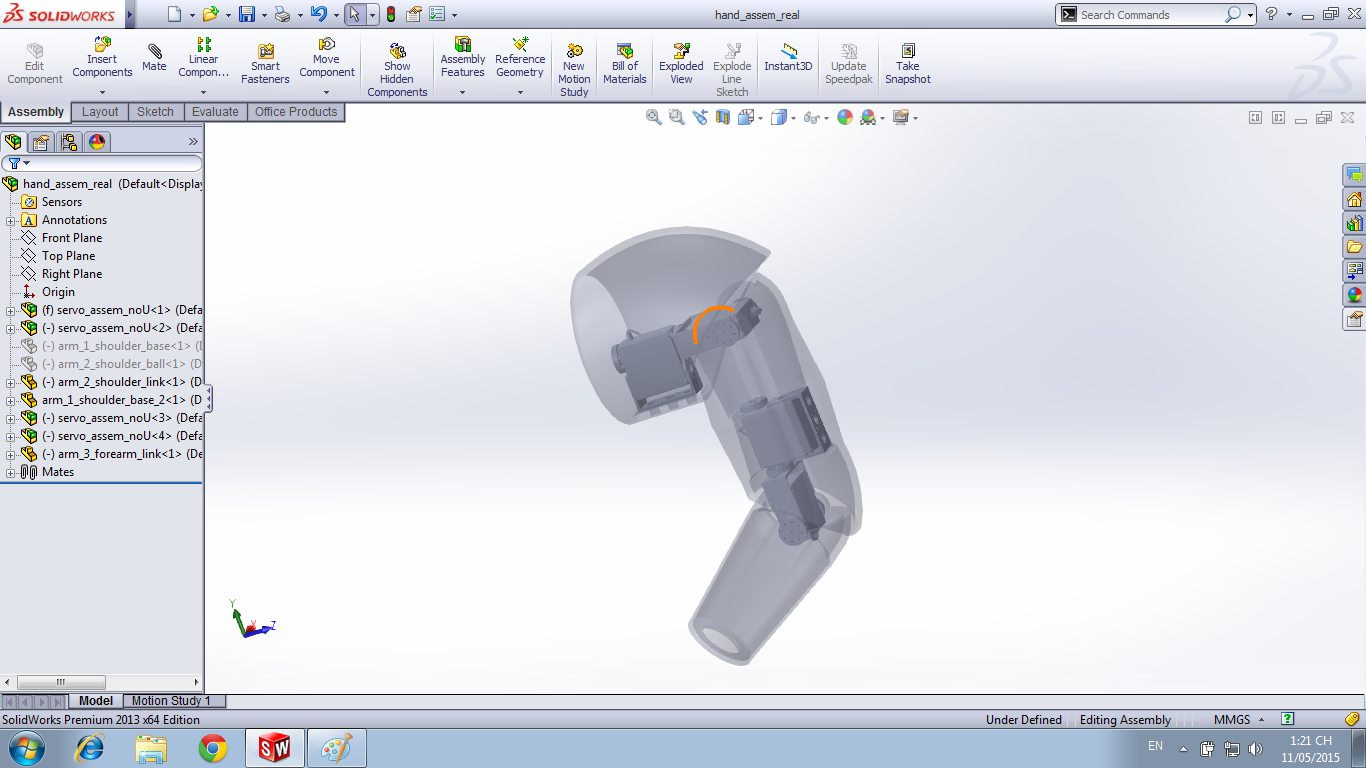 SOLIDWORKS
hand_assem_real
Search Commands
Edit
Component
Insert
Components
Mate
Linear
Compon...
Smart
Fasteners
Move
Component
Show
Hidden
Components
Assembly
Features
Reference
Geometry
New
Motion
Study
Bill of
Materials
Exploded
View
Explode
Line
Sketch
Instant3D
Update
Speedpak
Take
Snapshot
Assembly
Layout
Sketch
Evaluate
Office Products
hand_assem_real (Default<Display
Sensors
Annotations
Front Plane
Top Plane
Right Plane
Origin
(f) servo_assem_noU<1> (Defa
(-) servo_assem_noU<2> (Defa
(-) arm_1_shoulder_base<1> (
(-) arm_2_shoulder_ball<1> (D
(-) arm_2_shoulder_link<1> (D
arm_1_shoulder_base_2<1> (D
(-) servo_assem_noU<3> (Defa
(-) servo_assem_noU<4> (Defa
(-) arm_3_forearm_link<1> (De
Mates
Y
X
Z
Model
Motion Study 1
SolidWorks Premium 2013 x64 Edition
Under Defined
Editing Assembly
MMGS
EN
1:21 CH
11/05/2015